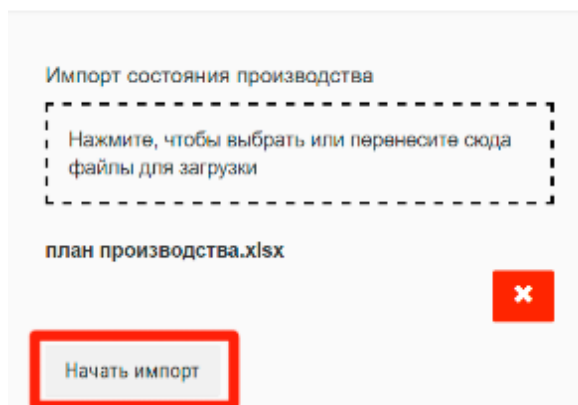 Импорт состояния производства
Нажмите, чтобы выбрать или перенесите сюда
файлы для загрузки
план производства.xlsx
Начать импорт